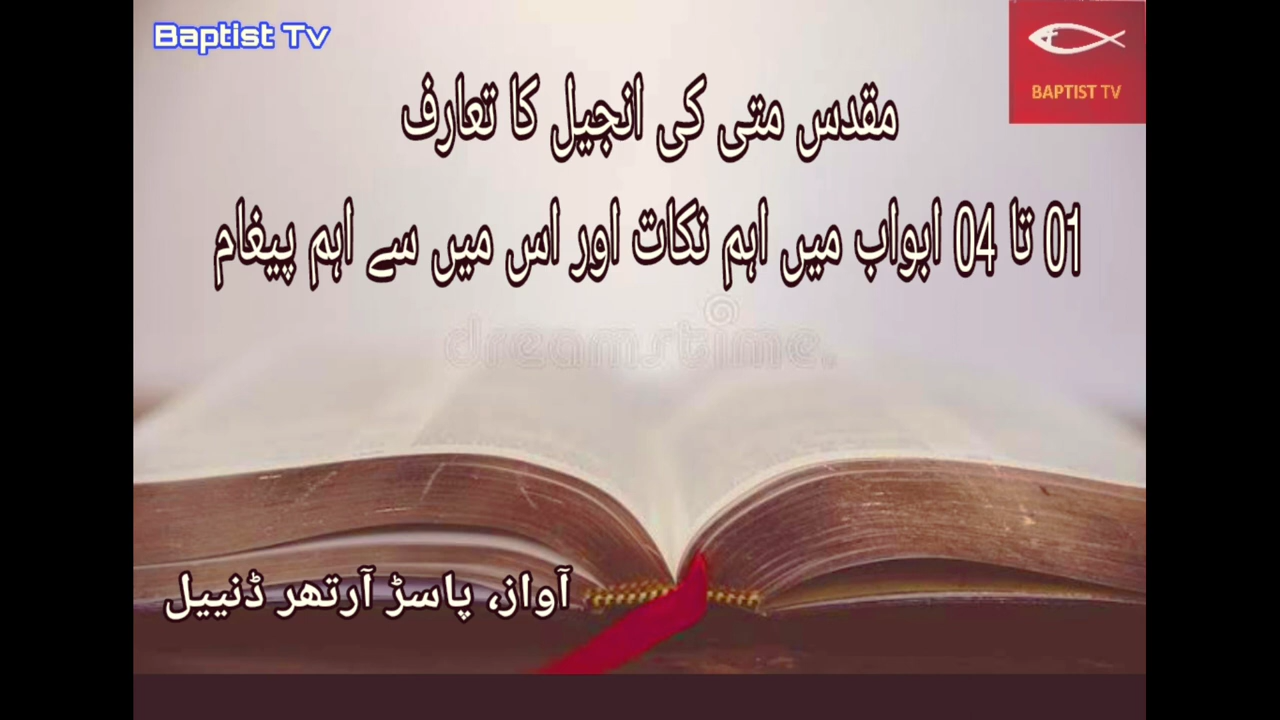 Baptist Tv
BAPTIST TV
مقدس متی کی انجیل کا تعارف
01 تا 04 ابواب میں اہم نکات اور اس میں سے اہم پیغام
dreamstime.
آواز، پاسڑ آرتھر ڈنییل